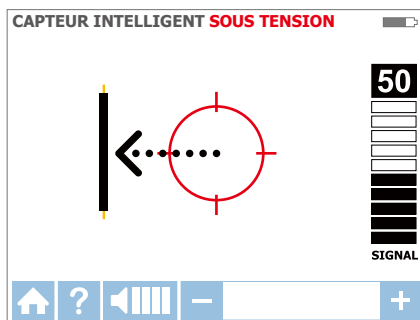 CAPTEUR INTELLIGENT SOUS TENSION
50
SIGNAL
?